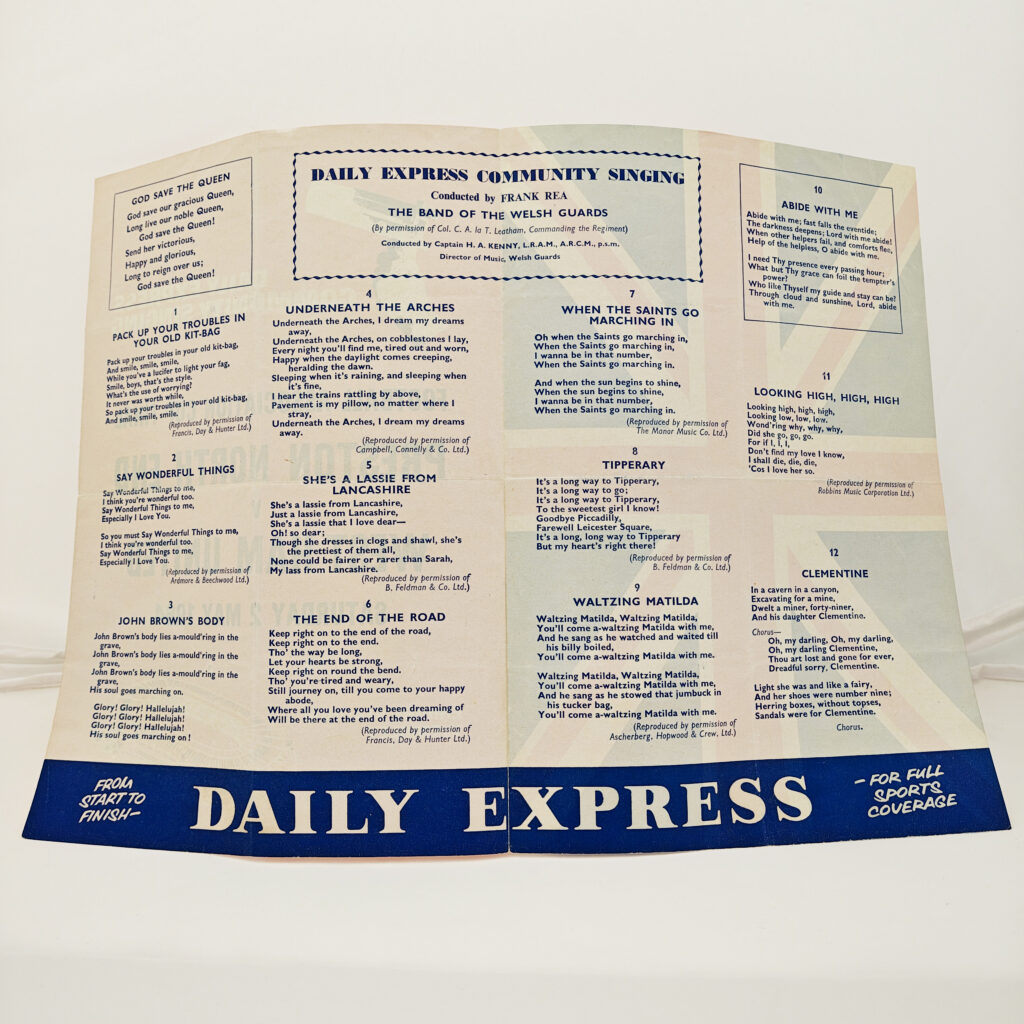 GOD SAVE THE QUEEN
God save our gracious Queen,
Long live our noble Queen,
God save the Queen!
Send her victorious,
Happy and glorious,
Long to reign over us;
God save the Queen!
DAILY EXPRESS COMMUNITY SINGING
Conducted by FRANK REA
THE BAND OF THE WELSH GUARDS
(By permission of Col. C. A. la T. Leatham, Commanding the Regiment)
Conducted by Captain H. A. KENNY, L.R.A.M., A.R.C.M., p.s.m.
Director of Music, Welsh Guards
1
PACK UP YOUR TROUBLES IN
YOUR OLD KIT-BAG
Pack up your troubles in your old kit-bag,
And smile, smile, smile.
While you've a lucifer to light your fag,
Smile, boys, that's the style.
What's the use of worrying?
It never was worth while,
So pack up your troubles in your old kit-bag,
And smile, smile, smile.
(Reproduced by permission of
Francis, Day & Hunter Ltd.)
2
SAY WONDERFUL THINGS
Say Wonderful Things to me,
I think you're wonderful too.
Say Wonderful Things to me,
Especially I Love You.
So you must Say Wonderful Things to me,
I think you're wonderful too.
Say Wonderful Things to me,
Especially I Love You.
(Reproduced by permission of
Ardmore & Beechwood Ltd.)
3
JOHN BROWN'S BODY
John Brown's body lies a-mould'ring in the
grave,
John Brown's body lies a-mould'ring in the
grave,
John Brown's body lies a-mould'ring in the
grave,
His soul goes marching on.
Glory! Glory! Hallelujah!
Glory! Glory! Hallelujah!
Glory! Glory! Hallelujah!
His soul goes marching on!
4
UNDERNEATH THE ARCHES
Underneath the Arches, I dream my dreams
away,
Underneath the Arches, on cobblestones I lay,
Every night you'll find me, tired out and worn,
Happy when the daylight comes creeping,
heralding the dawn.
Sleeping when it's raining, and sleeping when
it's fine,
I hear the trains rattling by above,
Pavement is my pillow, no matter where I
stray,
Underneath the Arches, I dream my dreams
away.
(Reproduced by permission of
Campbell, Connelly & Co. Ltd.)
5
SHE'S A LASSIE FROM
LANCASHIRE
She's a lassie from Lancashire,
Just a lassie from Lancashire,
She's a lassie that I love dear—
Oh! so dear;
Though she dresses in clogs and shawl, she's
the prettiest of them all,
None could be fairer or rarer than Sarah,
My lass from Lancashire.
(Reproduced by permission of
B. Feldman & Co. Ltd.)
6
THE END OF THE ROAD
Keep right on to the end of the road,
Keep right on to the end.
Tho' the way be long,
Let your hearts be strong,
Keep right on round the bend.
Tho' you're tired and weary,
Still journey on, till you come to your happy
abode,
Where all you love you've been dreaming of
Will be there at the end of the road.
(Reproduced by permission of
Francis, Day & Hunter Ltd.)
7
WHEN THE SAINTS GO
MARCHING IN
Oh when the Saints go marching in,
When the Saints go marching in,
I wanna be in that number,
When the Saints go marching in.
And when the sun begins to shine,
When the sun begins to shine,
I wanna be in that number,
When the Saints go marching in.
(Reproduced by permission of
The Manor Music Co. Ltd.)
8
TIPPERARY
It's a long way to Tipperary,
It's a long way to go;
It's a long way to Tipperary,
To the sweetest girl I know!
Goodbye Piccadilly,
Farewell Leicester Square,
It's a long, long way to Tipperary
But my heart's right there!
(Reproduced by permission of
B. Feldman & Co. Ltd.)
9
WALTZING MATILDA
Waltzing Matilda, Waltzing Matilda,
You'll come a-waltzing Matilda with me,
And he sang as he watched and waited till
his billy boiled,
You'll come a-waltzing Matilda with me.
Waltzing Matilda, Waltzing Matilda,
You'll come a-waltzing Matilda with me,
And he sang as he stowed that jumbuck in
his tucker bag,
You'll come a-waltzing Matilda with me.
(Reproduced by permission of
Ascherberg, Hopwood & Crew, Ltd.)
10
ABIDE WITH ME
Abide with me; fast falls the eventide;
The darkness deepens; Lord with me abide!
When other helpers fail, and comforts flee,
Help of the helpless, O abide with me.
I need Thy presence every passing hour;
What but Thy grace can foil the tempter's
power?
Who like Thyself my guide and stay can be?
Through cloud and sunshine, Lord, abide
with me.
11
LOOKING HIGH, HIGH, HIGH
Looking high, high, high,
Looking low, low, low,
Wond'ring why, why, why,
Did she go, go, go.
For if I, I, I,
Don't find my love I know,
I shall die, die, die,
'Cos I love her so.
(Reproduced by permission of
Robbins Music Corporation Ltd.)
12
CLEMENTINE
In a cavern in a canyon,
Excavating for a mine,
Dwelt a miner, forty-niner,
And his daughter Clementine.
Chorus—
Oh, my darling, Oh, my darling,
Oh, my darling Clementine,
Thou art lost and gone for ever,
Dreadful sorry, Clementine.
Light she was and like a fairy,
And her shoes were number nine;
Herring boxes, without topses,
Sandals were for Clementine.
Chorus.
FROM
START TO
FINISH—
DAILY EXPRESS
—FOR FULL
SPORTS
COVERAGE